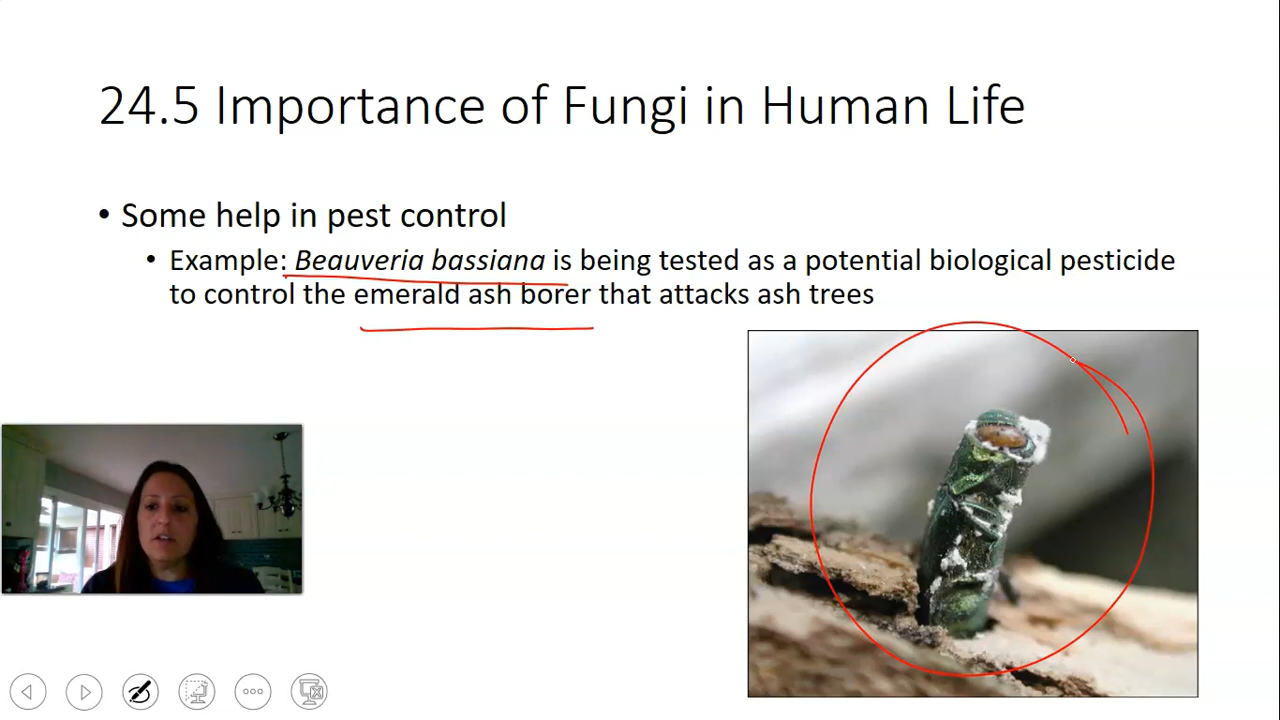 24.5 Importance of Fungi in Human Life
• Some help in pest control
• Example: Beauveria bassiana is being tested as a potential biological pesticide
to control the emerald ash borer that attacks ash trees